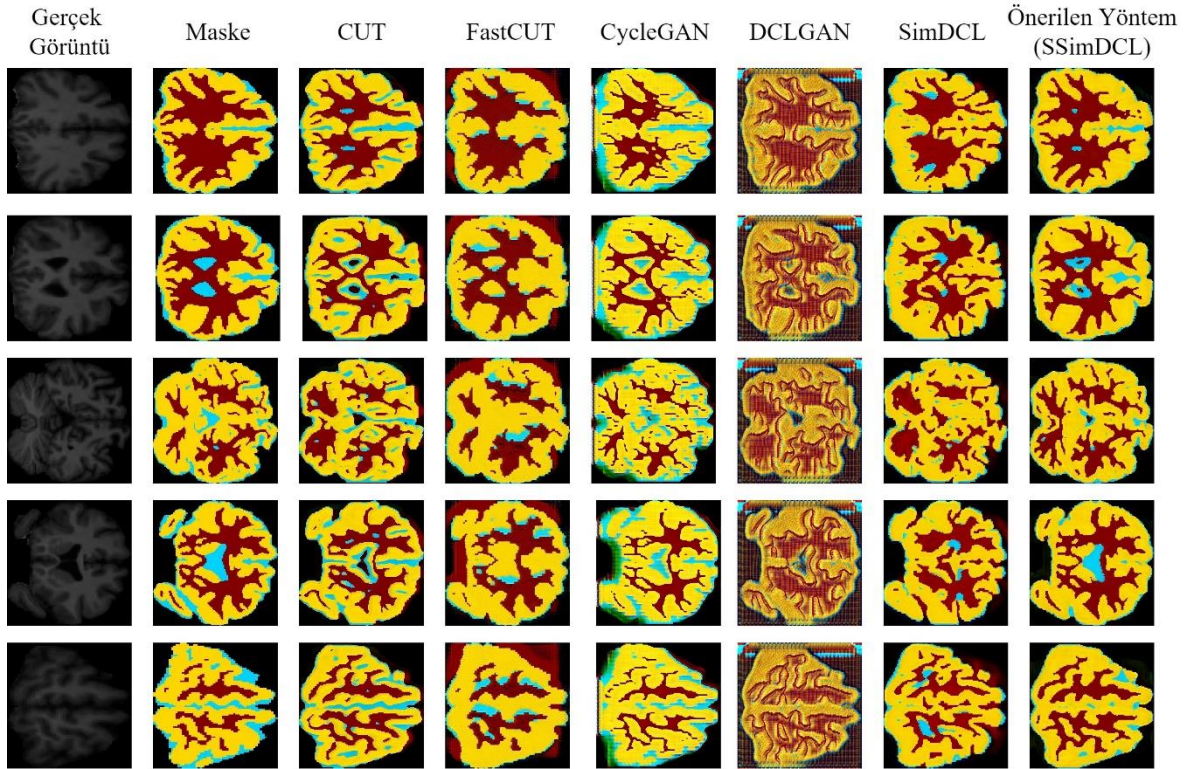 Gerçek
Görüntü
Maske
CUT
FastCUT
CycleGAN
DCLGAN
SimDCL
Önerilen Yöntem
(SSimDCL)